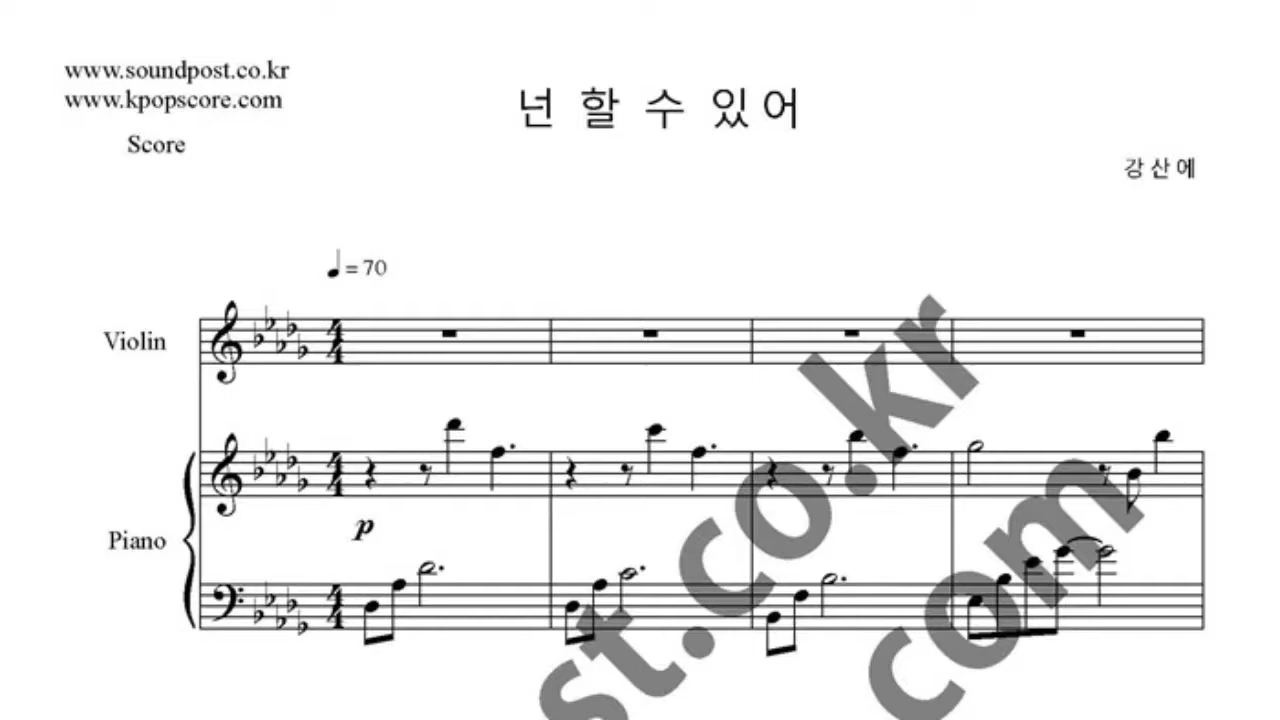 www.soundpost.co.kr
www.kpopscore.com
Score
넌 할 수 있어
강산에
♩= 70
Violin
Piano
p
st.co.kr
com